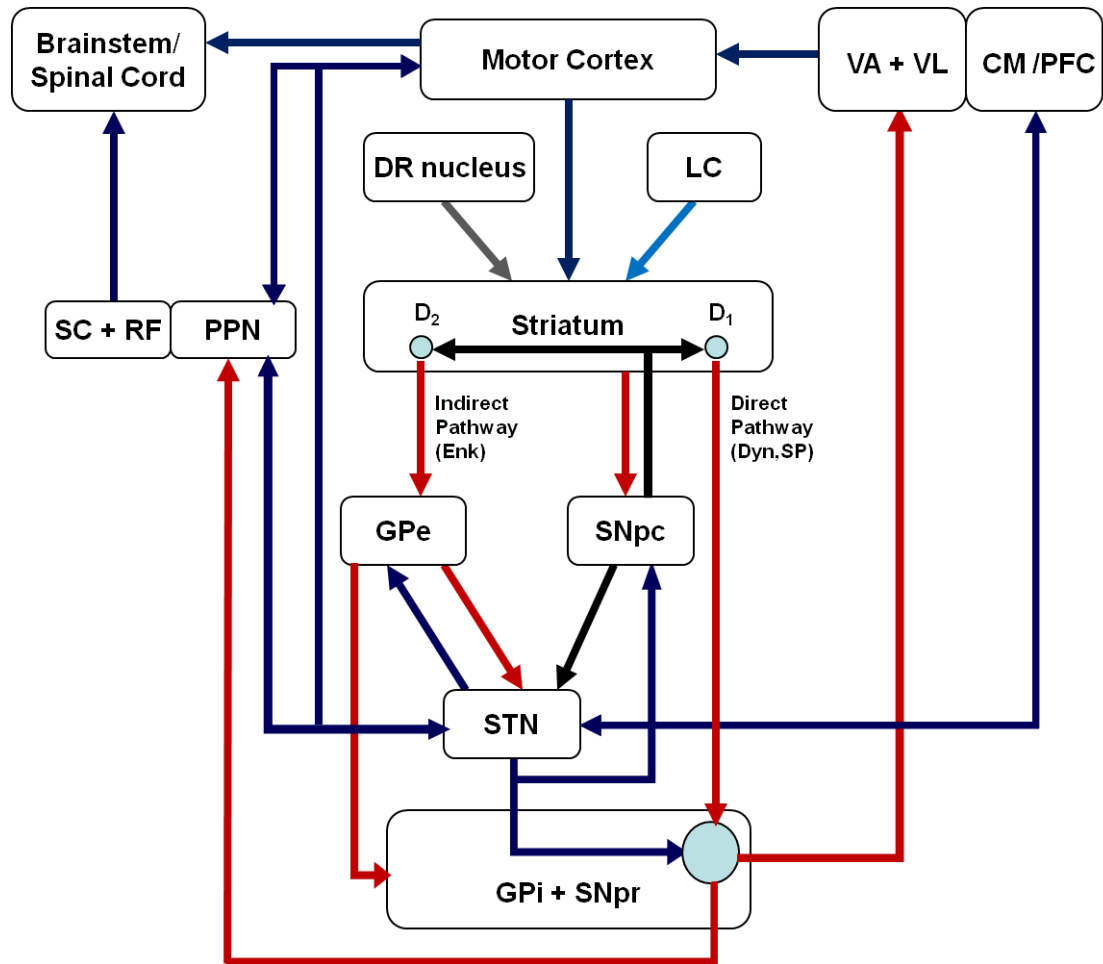 Brainstem/
Spinal Cord
Motor Cortex
VA + VL
CM /PFC
DR nucleus
LC
SC + RF
PPN
D₂
Striatum
D₁
Indirect
Pathway
(Enk)
Direct
Pathway
(Dyn,SP)
GPe
SNpc
STN
GPi + SNpr